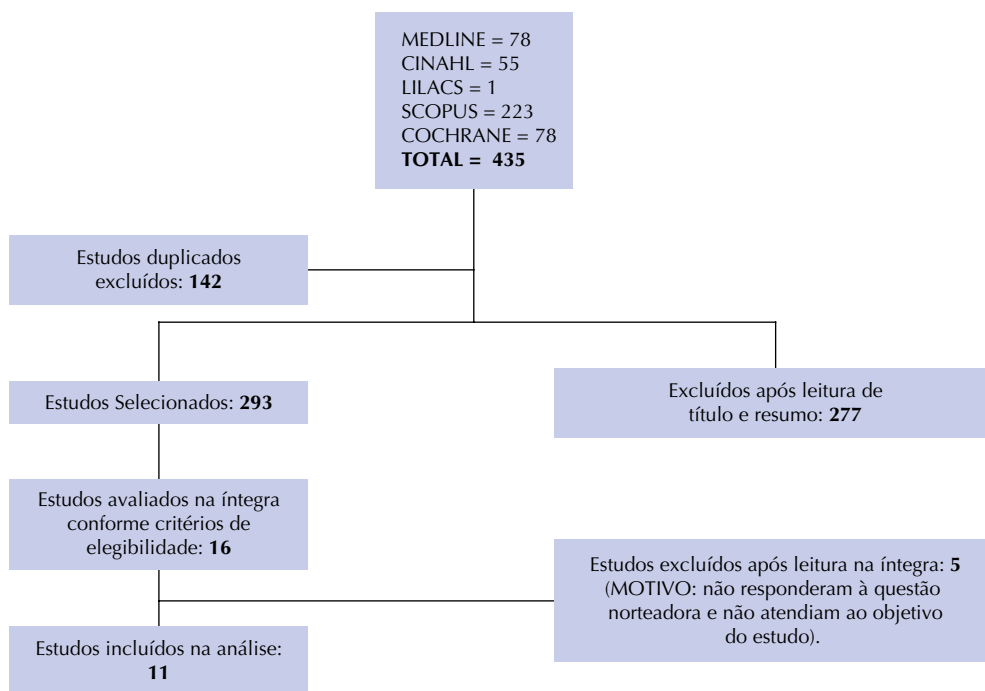 MEDLINE = 78
CINAHL = 55
LILACS = 1
SCOPUS = 223
COCHRANE = 78
TOTAL = 435
Estudos duplicados
excluídos: 142
Estudos Selecionados: 293
Excluídos após leitura de
título e resumo: 277
Estudos avaliados na íntegra
conforme critérios de
elegibilidade: 16
Estudos excluídos após leitura na íntegra: 5
(MOTIVO: não responderam à questão
norteadora e não atendiam ao objetivo
do estudo).
Estudos incluídos na análise:
11